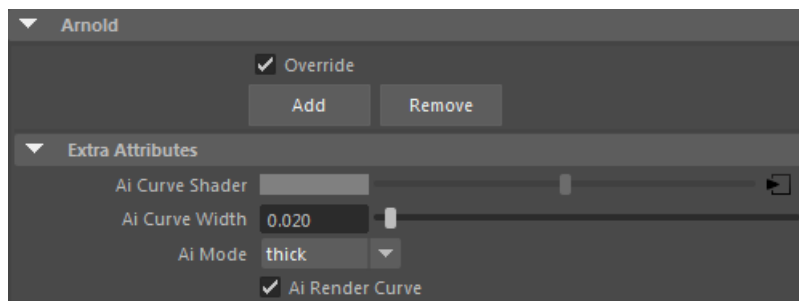 Arnold
Override
Add Remove
Extra Attributes
Ai Curve Shader
Ai Curve Width 0.020
Ai Mode thick
Ai Render Curve